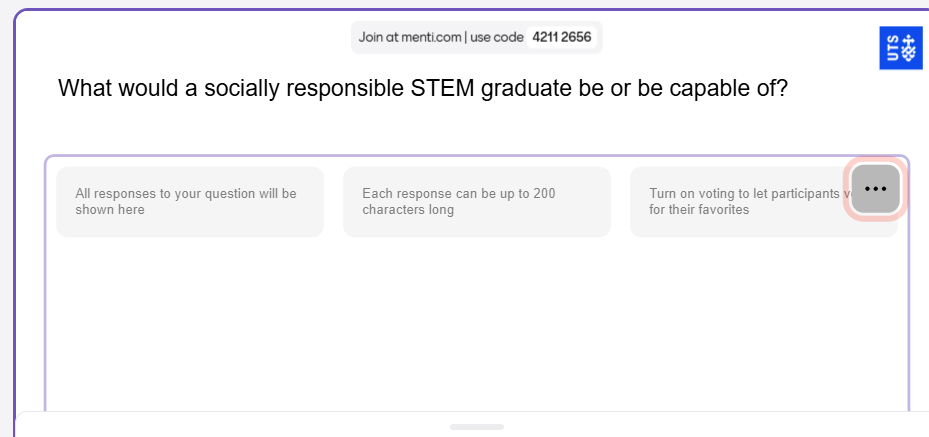 Join at menti.com | use code 4211 2656
UTS
What would a socially responsible STEM graduate be or be capable of?
All responses to your question will be
shown here
Each response can be up to 200
characters long
Turn on voting to let participants
for their favorites